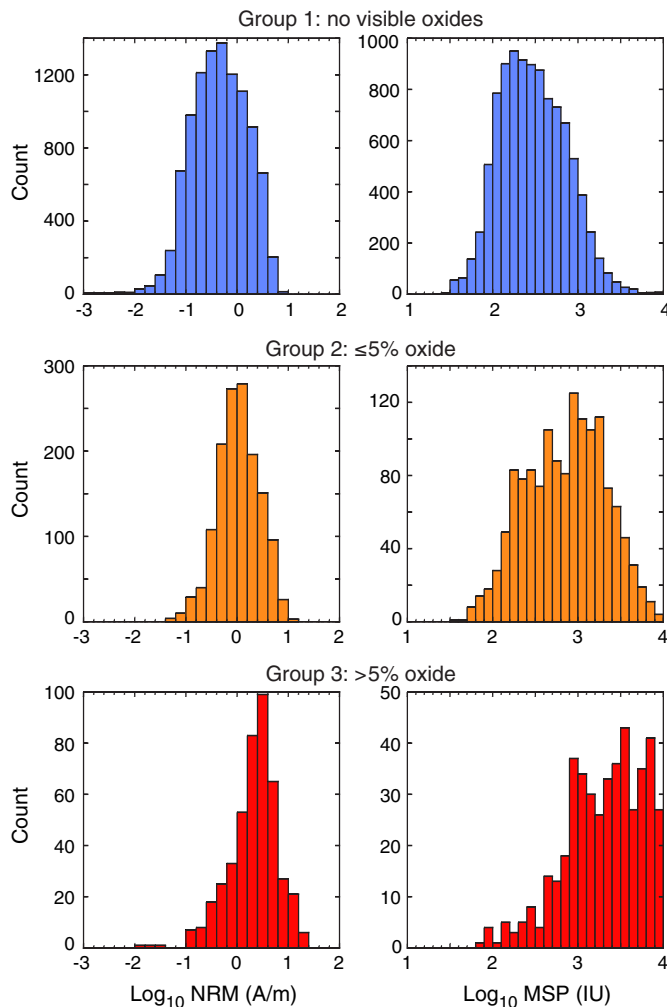 Group 1: no visible oxides
Count
1200
800
400
0
-3 -2 -1 0 1 2
1000
800
600
400
200
0
1 2 3 4
Group 2: ≤5% oxide
Count
300
200
100
0
-3 -2 -1 0 1 2
120
80
40
0
1 2 3 4
Group 3: >5% oxide
Count
100
80
60
40
20
0
-3 -2 -1 0 1 2
Log10 NRM (A/m)
50
40
30
20
10
0
1 2 3 4
Log10 MSP (IU)